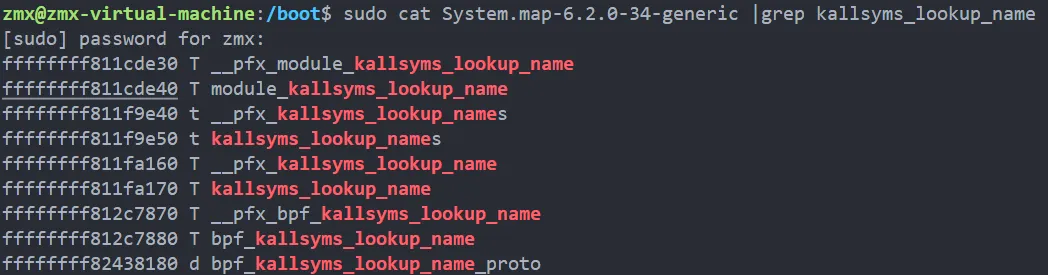 zmx@zmx-virtual-machine:/boot$ sudo cat System.map-6.2.0-34-generic |grep kallsyms_lookup_name
[sudo] password for zmx:
ffffffff811cde30 T __pfx_module_kallsyms_lookup_name
ffffffff811cde40 T module_kallsyms_lookup_name
ffffffff811f9e40 t __pfx_kallsyms_lookup_names
ffffffff811f9e50 t kallsyms_lookup_names
ffffffff811fa160 T __pfx_kallsyms_lookup_name
ffffffff811fa170 T kallsyms_lookup_name
ffffffff812c7870 T __pfx_bpf_kallsyms_lookup_name
ffffffff812c7880 T bpf_kallsyms_lookup_name
ffffffff82438180 d bpf_kallsyms_lookup_name_proto